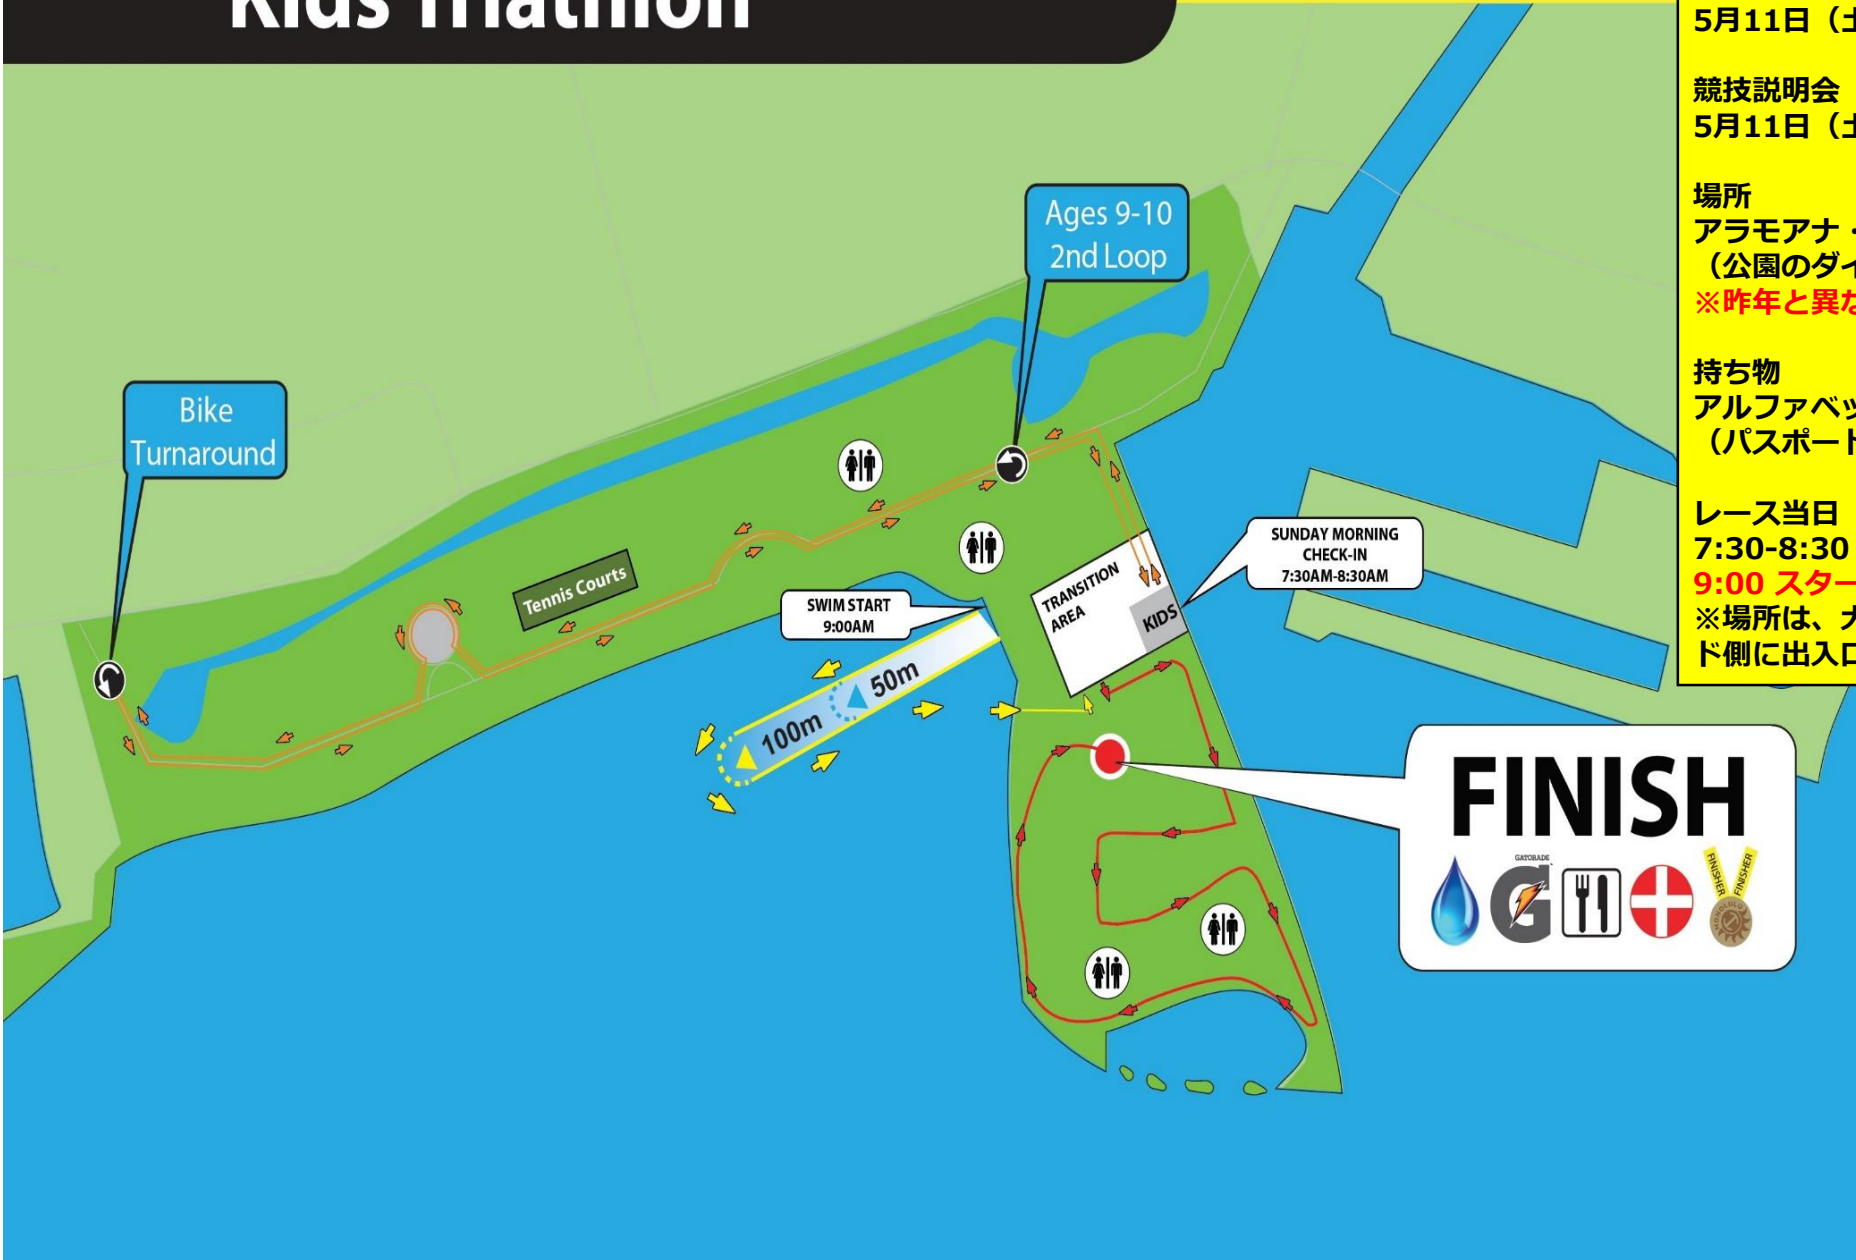 Kids Triathlon
5月11日（土
競技説明会
5月11日（土
場所
アラモアナ・
（公園のダイ
※昨年と異な
持ち物
アルファベッ
（パスポート
レース当日
7:30-8:30
9:00 スター
※場所は、大
ド側に出入口
Ages 9-10
2nd Loop
Bike
Turnaround
Tennis Courts
SWIM START
9:00AM
TRANSITION
AREA
KIDS
SUNDAY MORNING
CHECK-IN
7:30AM-8:30AM
50m
100m
FINISH
GATORADE
G
FINISHER
FINISHER
HONOLULU